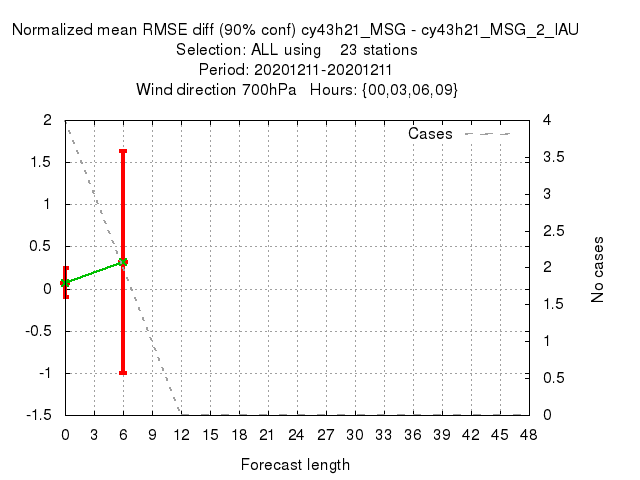 Normalized mean RMSE diff (90% conf) cy43h21_MSG - cy43h21_MSG_2_IAU
Selection: ALL using 23 stations
Period: 20201211-20201211
Wind direction 700hPa Hours: {00,03,06,09}
Cases
2
1.5
1
0.5
0
-0.5
-1
-1.5
4
3.5
3
2.5
2
1.5
1
0.5
0
No cases
0 3 6 9 12 15 18 21 24 27 30 33 36 39 42 45 48
Forecast length